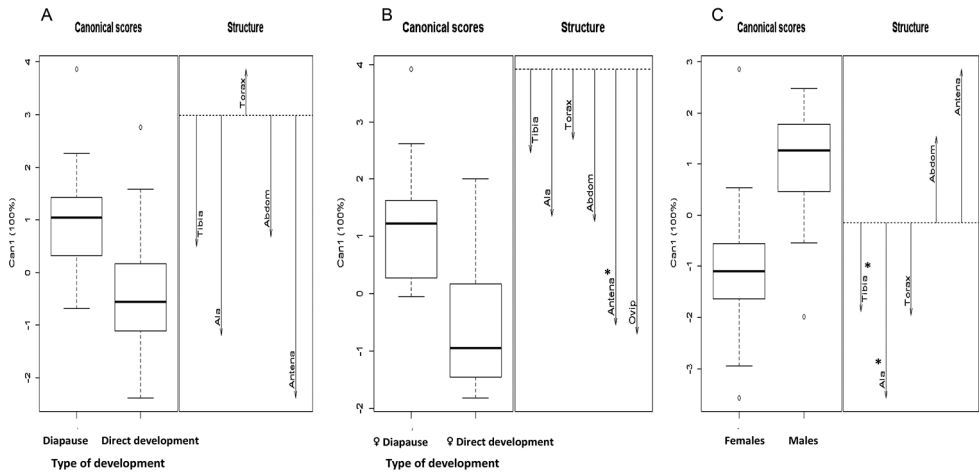 A
Canonical scores
Structure
Can1 (100%)
4
3
2
1
0
-1
-2
Torax
Tibia
Abdom
Ala
Antena
Diapause
Direct development
Type of development
B
Canonical scores
Structure
Can1 (100%)
4
3
2
1
0
-1
-2
Tibia
Torax
Ala
Abdom
Antena*
Ovip
♀ Diapause
♀ Direct development
Type of development
C
Canonical scores
Structure
Can1 (100%)
3
2
1
0
-1
-2
-3
Antena
Abdom
Tibia *
Torax
Ala *
Females
Males